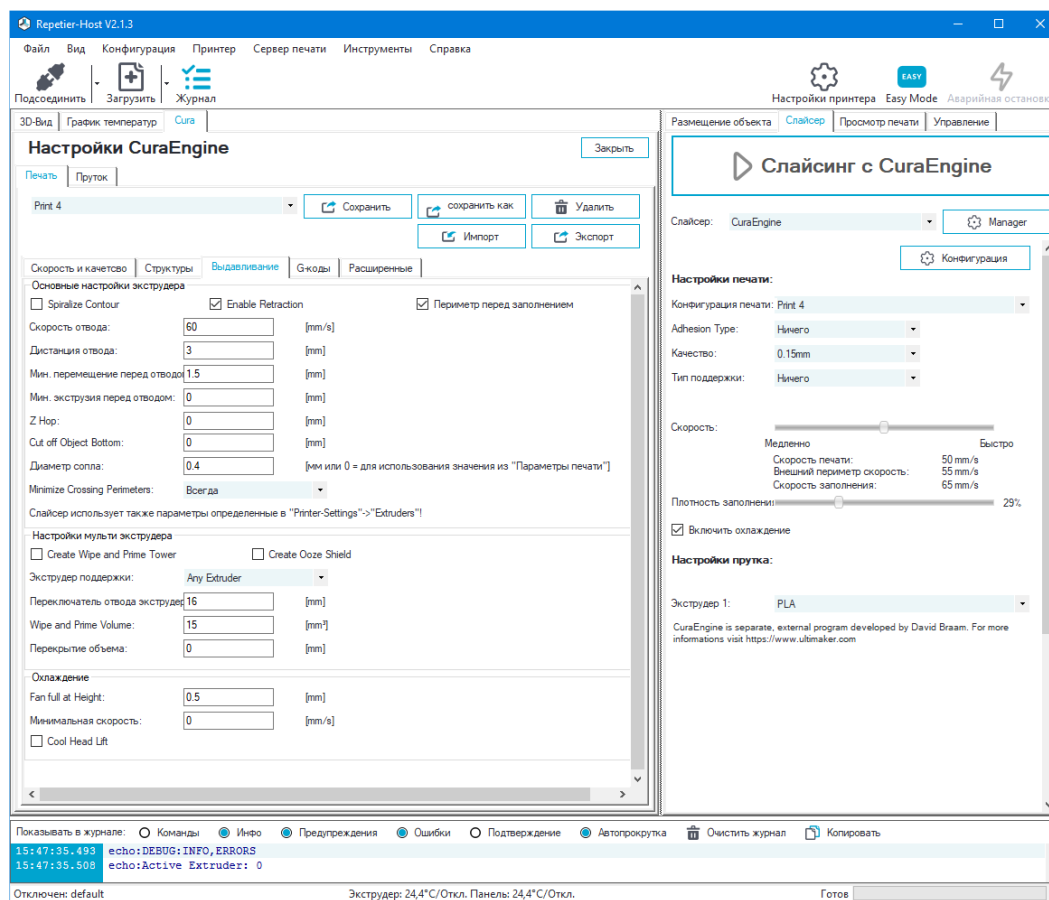 Repetier-Host V2.1.3
Файл Вид Конфигурация Принтер Сервер печати Инструменты Справка
Подсоединить Загрузить Журнал
EASY
Настройки принтера Easy Mode Аварийная остановк
3D-Вид График температур Cura
Настройки CuraEngine
Закрыть
Печать Пруток
Print 4
Сохранить сохранить как Удалить
Импорт Экспорт
Скорость и качетсво Структуры Выдавливание G-коды Расширенные
Основные настройки экструдера
Spiralize Contour Enable Retraction Периметр перед заполнением
Скорость отвода: 60 [mm/s]
Дистанция отвода: 3 [mm]
Мин. перемещение перед отводо 1.5 [mm]
Мин. экструзия перед отводом: 0 [mm]
Z Hop: 0 [mm]
Cut off Object Bottom: 0 [mm]
Диаметр сопла: 0.4 [мм или 0 = для использования значения из "Параметры печати"]
Minimize Crossing Perimeters: Всегда
Слайсер использует также параметры определенные в "Printer-Settings"->"Extruders"!
Настройки мульти экструдера
Create Wipe and Prime Tower Create Ooze Shield
Экструдер поддержки: Any Extruder
Переключатель отвода экструдер 16 [mm]
Wipe and Prime Volume: 15 [mm³]
Перекрытие объема: 0 [mm]
Охлаждение
Fan full at Height: 0.5 [mm]
Минимальная скорость: 0 [mm/s]
Cool Head Lift
Размещение объекта Слайсер Просмотр печати Управление
Слайсинг с CuraEngine
Слайсер: CuraEngine Manager
Конфигурация
Настройки печати:
Конфигурация печати: Print 4
Adhesion Type: Ничего
Качество: 0.15mm
Тип поддержки: Ничего
Скорость:
Медленно Быстро
Скорость печати: 50 mm/s
Внешний периметр скорость: 55 mm/s
Скорость заполнения: 65 mm/s
Плотность заполнени 29%
Включить охлаждение
Настройки прутка:
Экструдер 1: PLA
CuraEngine is separate, external program developed by David Braam. For more
informations visit https://www.ultimaker.com
Показывать в журнале: Команды Инфо Предупреждения Ошибки Подтверждение Автопрокрутка Очистить журнал Копировать
15:47:35.493 echo:DEBUG:INFO,ERRORS
15:47:35.508 echo:Active Extruder: 0
Отключен: default Экструдер: 24,4°C/Откл. Панель: 24,4°C/Откл. Готов